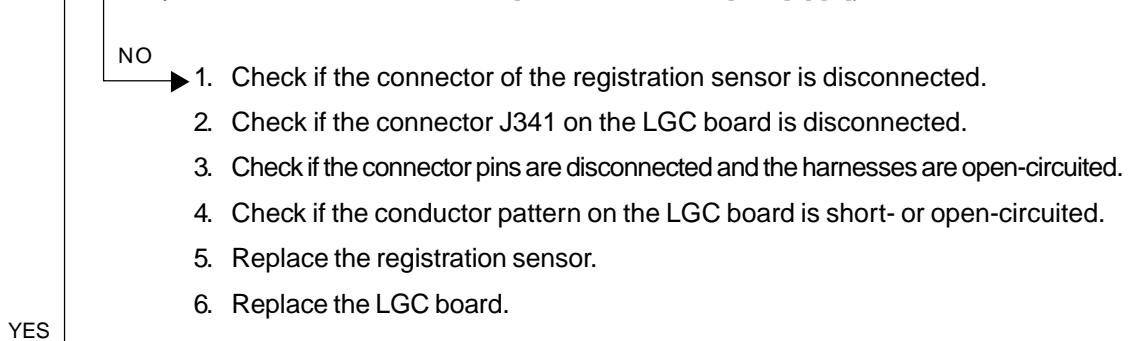 NO
1. Check if the connector of the registration sensor is disconnected.
2. Check if the connector J341 on the LGC board is disconnected.
3. Check if the connector pins are disconnected and the harnesses are open-circuited.
4. Check if the conductor pattern on the LGC board is short- or open-circuited.
5. Replace the registration sensor.
6. Replace the LGC board.
YES